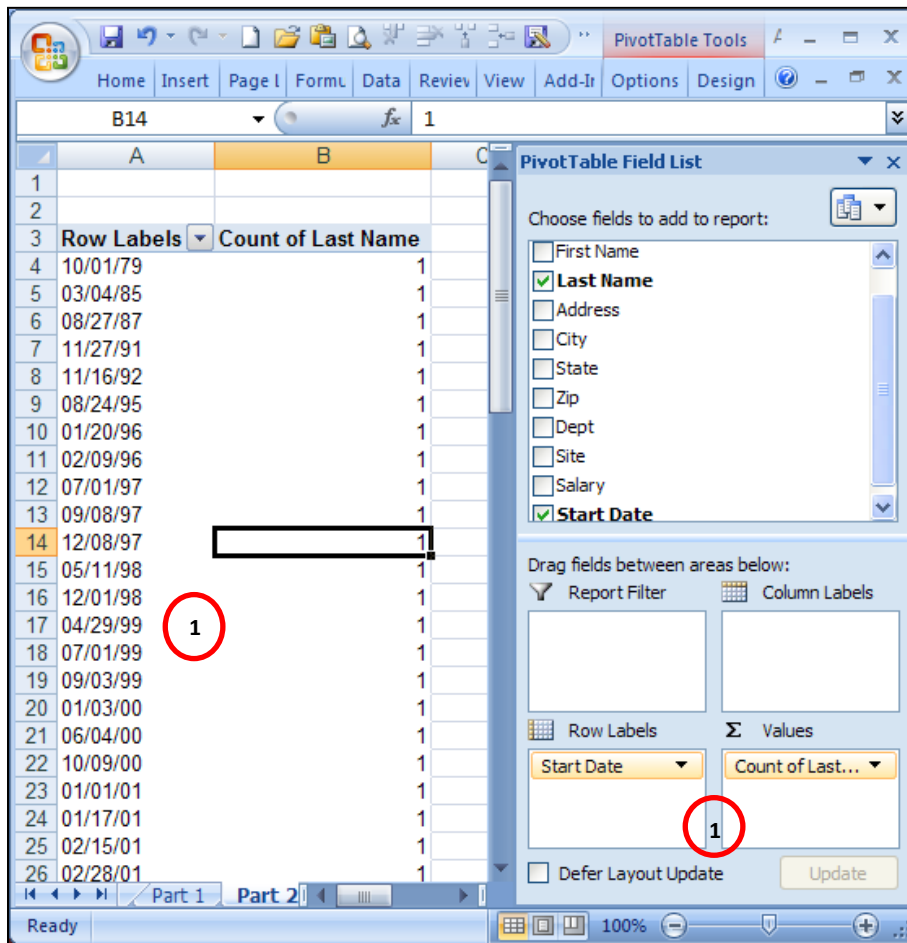 PivotTable Tools
Home Insert Page l Formu Data Reviev View Add-Ir Options Design
B14 fx 1
A B C
PivotTable Field List
1
2
Choose fields to add to report:
3 Row Labels Count of Last Name
4 10/01/79 1
5 03/04/85 1
6 08/27/87 1
7 11/27/91 1
8 11/16/92 1
9 08/24/95 1
10 01/20/96 1
11 02/09/96 1
12 07/01/97 1
13 09/08/97 1
14 12/08/97 1
15 05/11/98 1
16 12/01/98 1
17 04/29/99 1 1
18 07/01/99 1
19 09/03/99 1
20 01/03/00 1
21 06/04/00 1
22 10/09/00 1
23 01/01/01 1
24 01/17/01 1
25 02/15/01 1
26 02/28/01 1
First Name
Last Name
Address
City
State
Zip
Dept
Site
Salary
Start Date
Drag fields between areas below:
Report Filter Column Labels
Row Labels Σ Values
Start Date Count of Last...
1
Defer Layout Update Update
Part 1 Part 2
Ready 100%